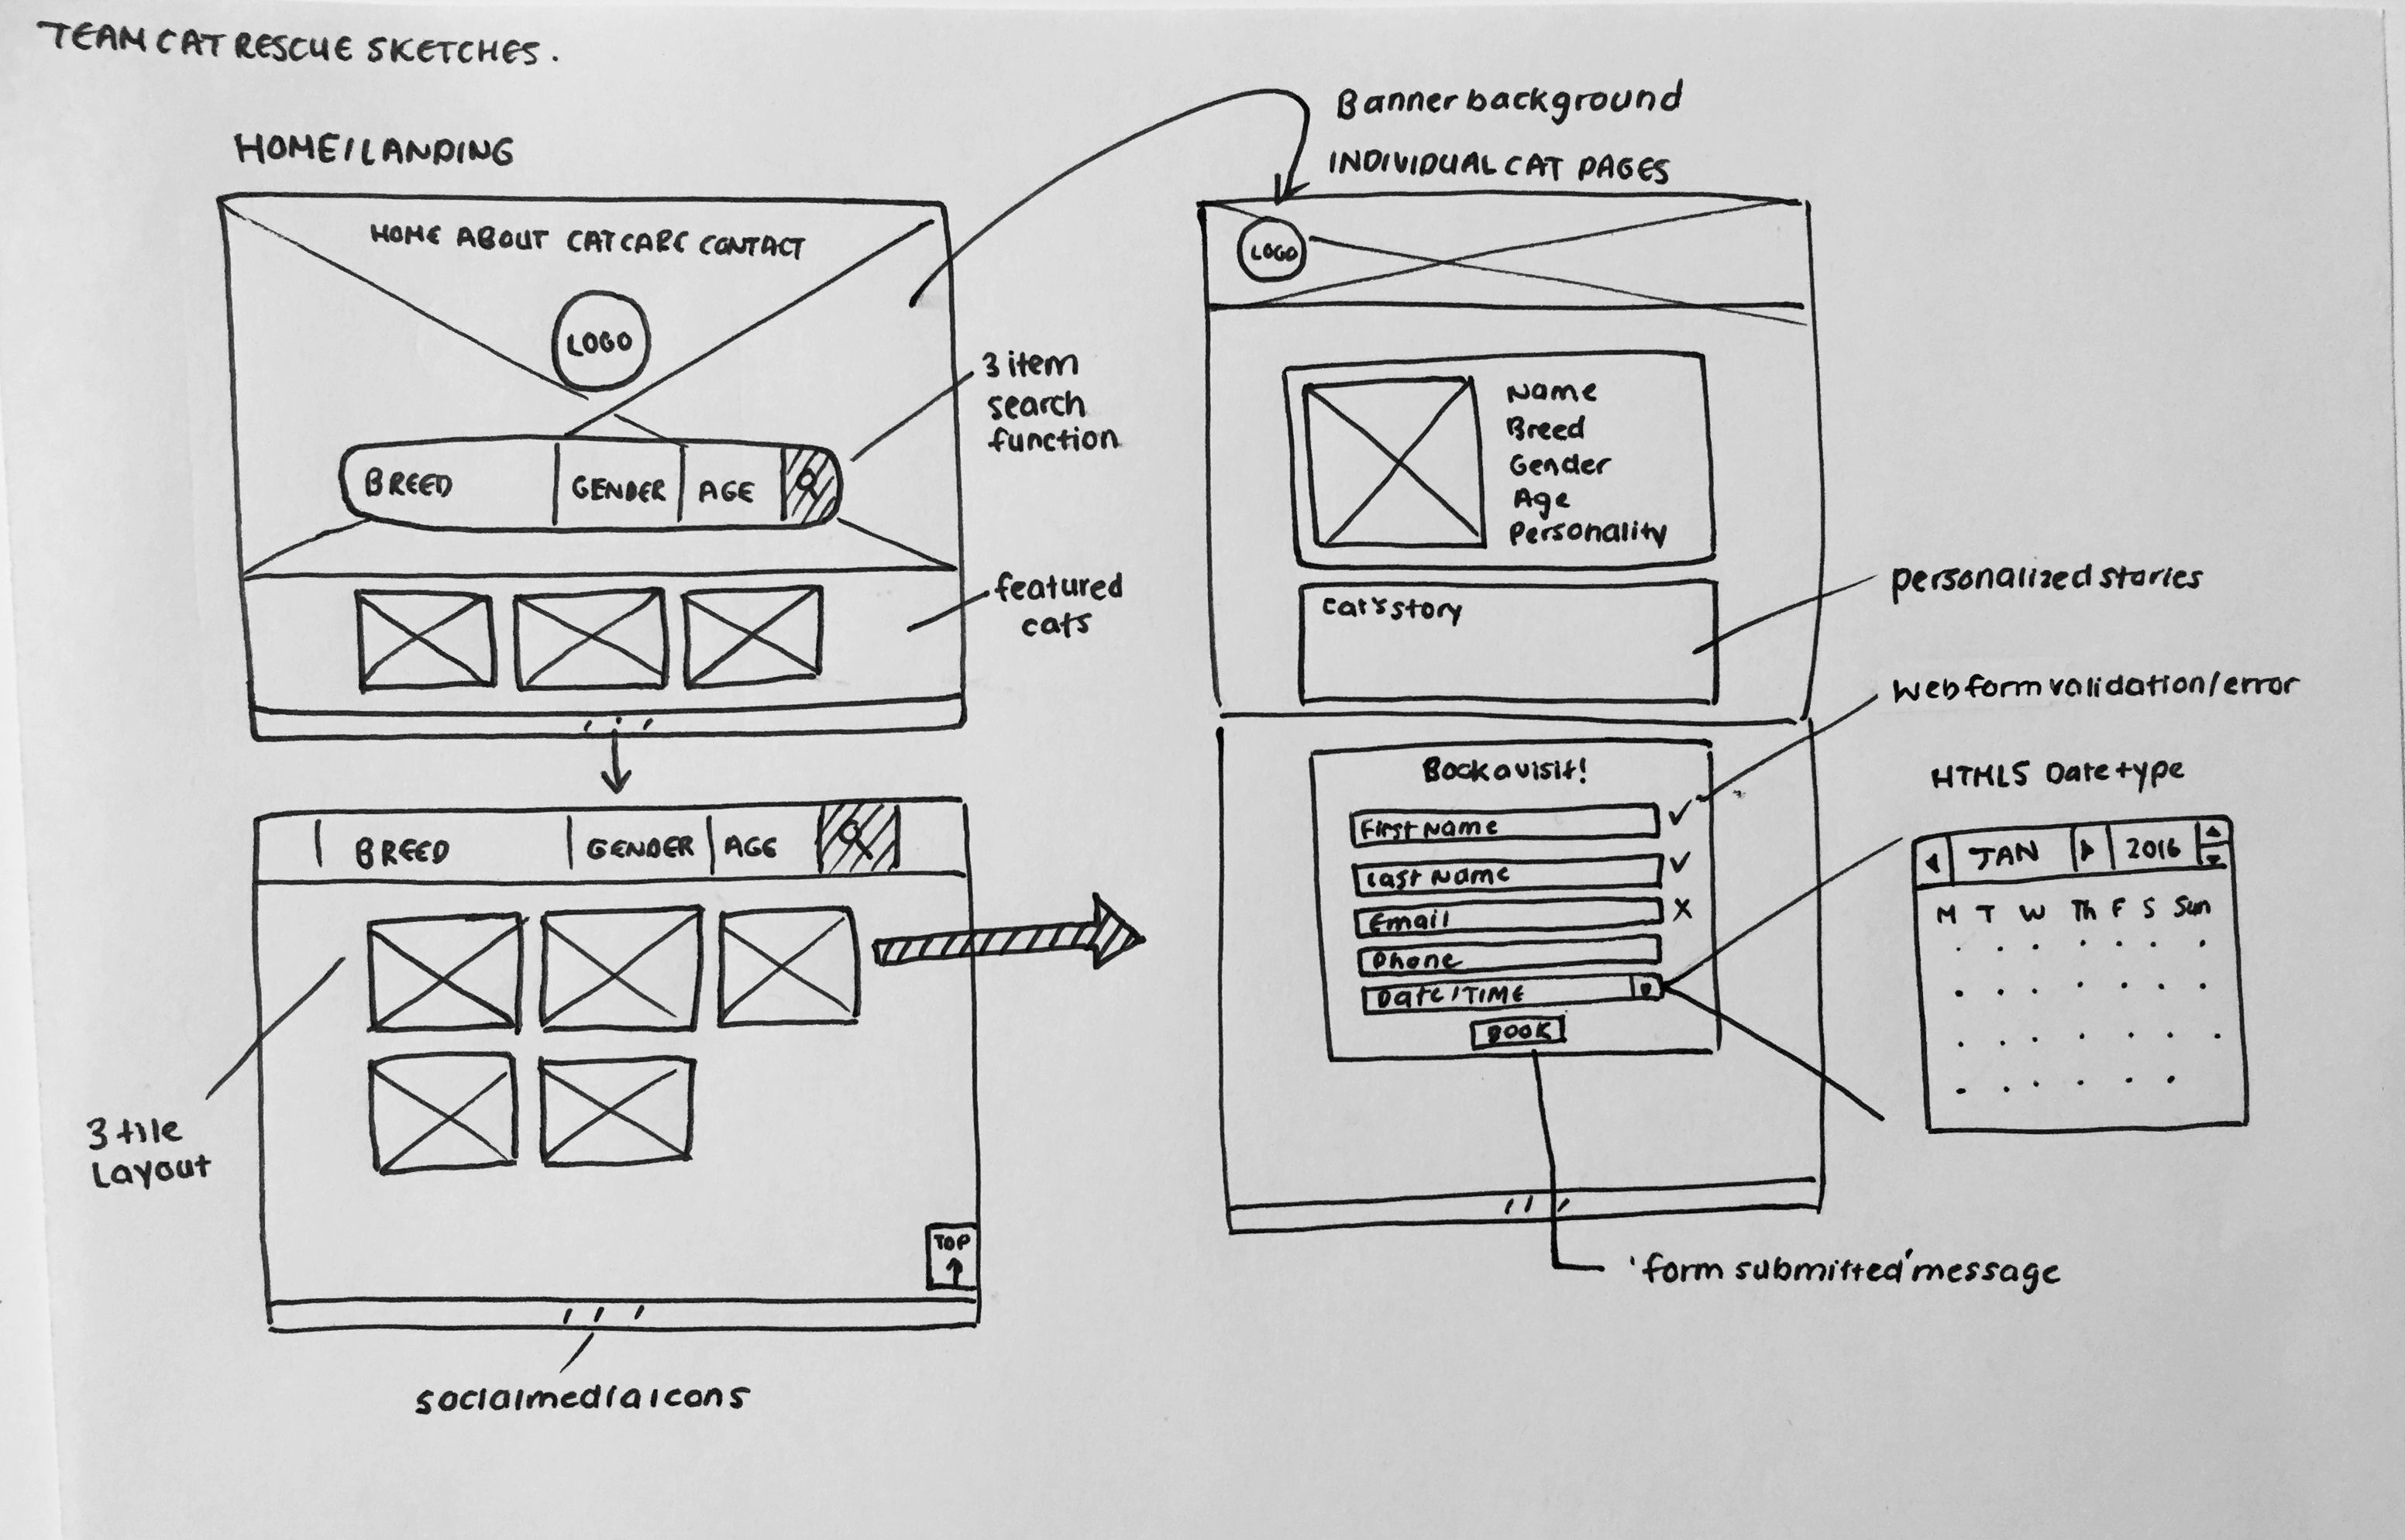 TEAM CAT RESCUE SKETCHES.
HOME/LANDING
HOME ABOUT CAT CARE CONTACT
LOGO
BREED GENDER AGE
3 item
search
function
featured
cats
BREED GENDER AGE
3 tile
Layout
TOP
social media icons
Banner background
INDIVIDUAL CAT PAGES
LOGO
Name
Breed
Gender
Age
Personality
Cat's story
personalized stories
Web form validation/error
Book a visit!
First Name
Last Name
Email
Phone
Date/TIME
BOOK
HTML5 Date type
JAN 2016
M T W Th F S Sun
'form submitted' message